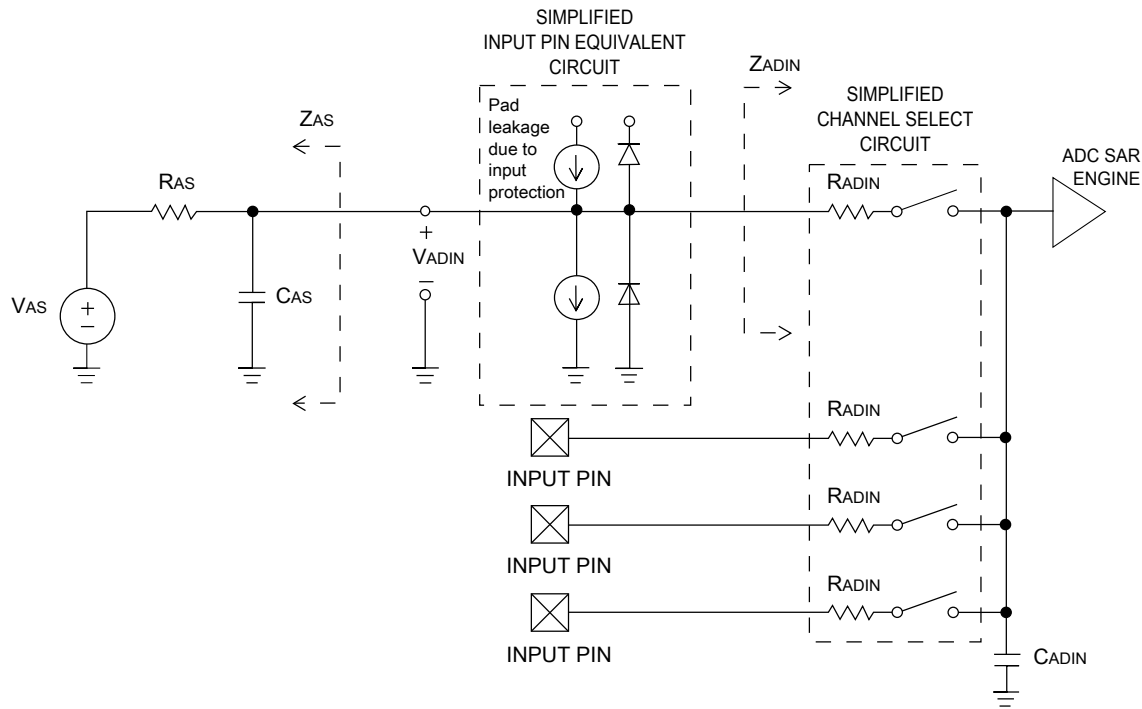 SIMPLIFIED
INPUT PIN EQUIVALENT
CIRCUIT
Pad
leakage
due to
input
protection
ZAS
RAS
VAS
+
-
CAS
+
VADIN
-
ZADIN
SIMPLIFIED
CHANNEL SELECT
CIRCUIT
RADIN
ADC SAR
ENGINE
RADIN
INPUT PIN
RADIN
INPUT PIN
RADIN
INPUT PIN
CADIN